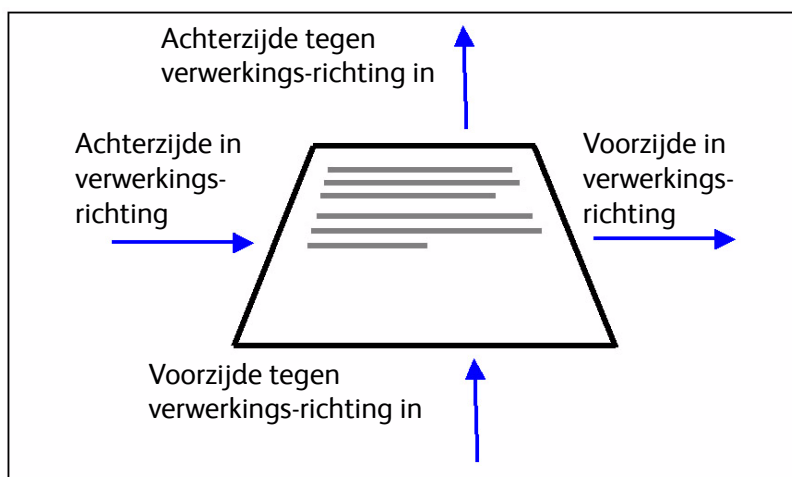 Achterzijde tegen
verwerkings-richting in
Achterzijde in
verwerkings-
richting
Voorzijde in
verwerkings-
richting
Voorzijde tegen
verwerkings-richting in